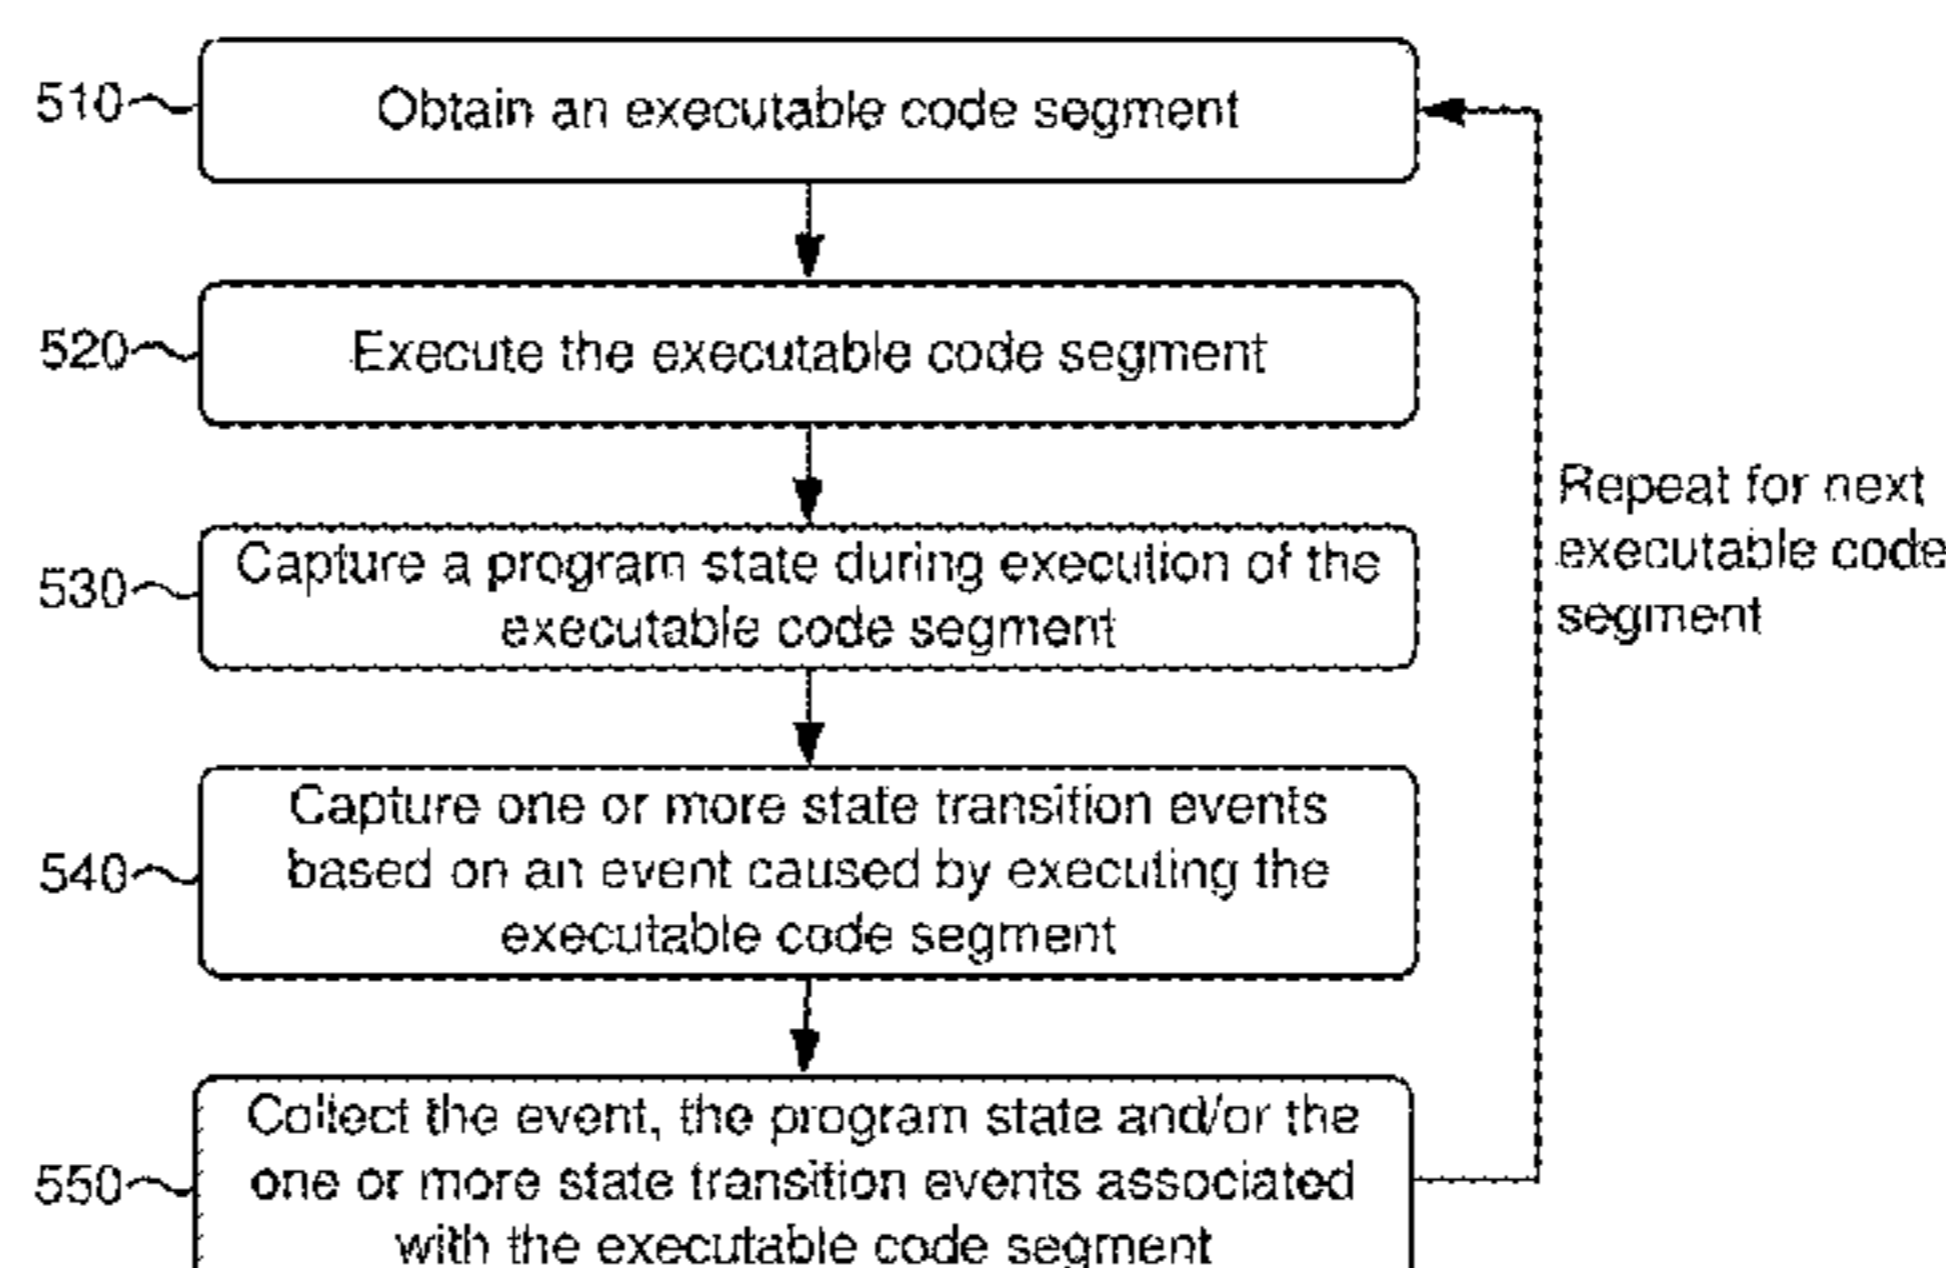 510
Obtain an executable code segment
520
Execute the executable code segment
530
Capture a program state during execution of the
executable code segment
Repeat for next
executable code
segment
540
Capture one or more state transition events
based on an event caused by executing the
executable code segment
550
Collect the event, the program state and/or the
one or more state transition events associated
with the executable code segment